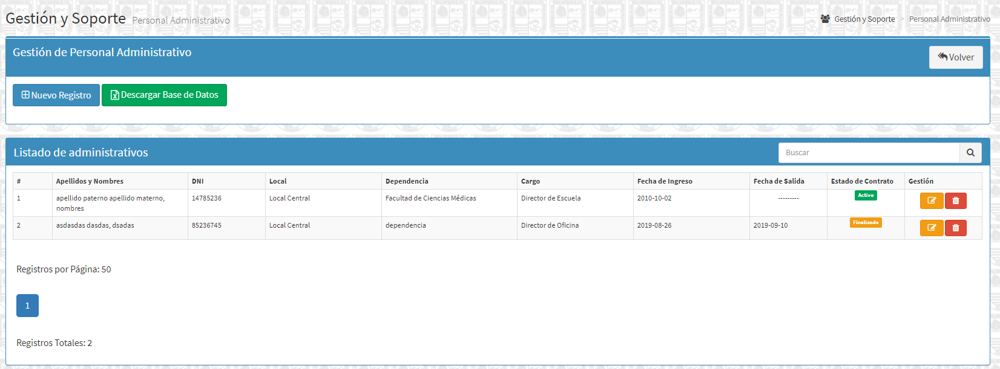 Gestión y Soporte Personal Administrativo
Gestión y Soporte > Personal Administrativo
Gestión de Personal Administrativo
Volver
Nuevo Registro
Descargar Base de Datos
Listado de administrativos
Buscar
# Apellidos y Nombres DNI Local Dependencia Cargo Fecha de Ingreso Fecha de Salida Estado de Contrato Gestión
1 apellido paterno apellido materno, nombres 14785236 Local Central Facultad de Ciencias Médicas Director de Escuela 2010-10-02 --------- Activo
2 asdasdas dasdas, dsadas 85236745 Local Central dependencia Director de Oficina 2019-08-26 2019-09-10 Finalizado
Registros por Página: 50
1
Registros Totales: 2